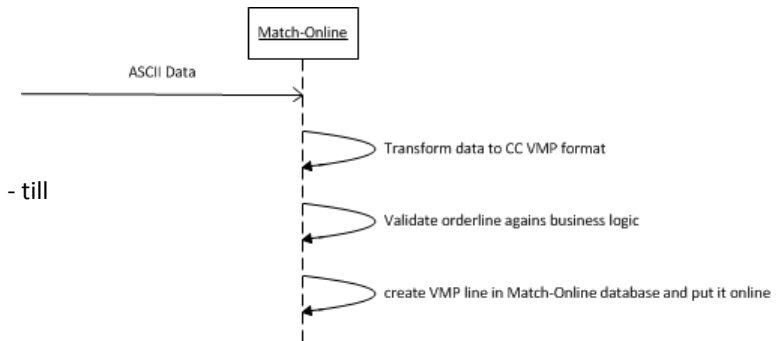 Match-Online
ASCII Data
Transform data to CC VMP format
- till
Validate orderline agains business logic
create VMP line in Match-Online database and put it online